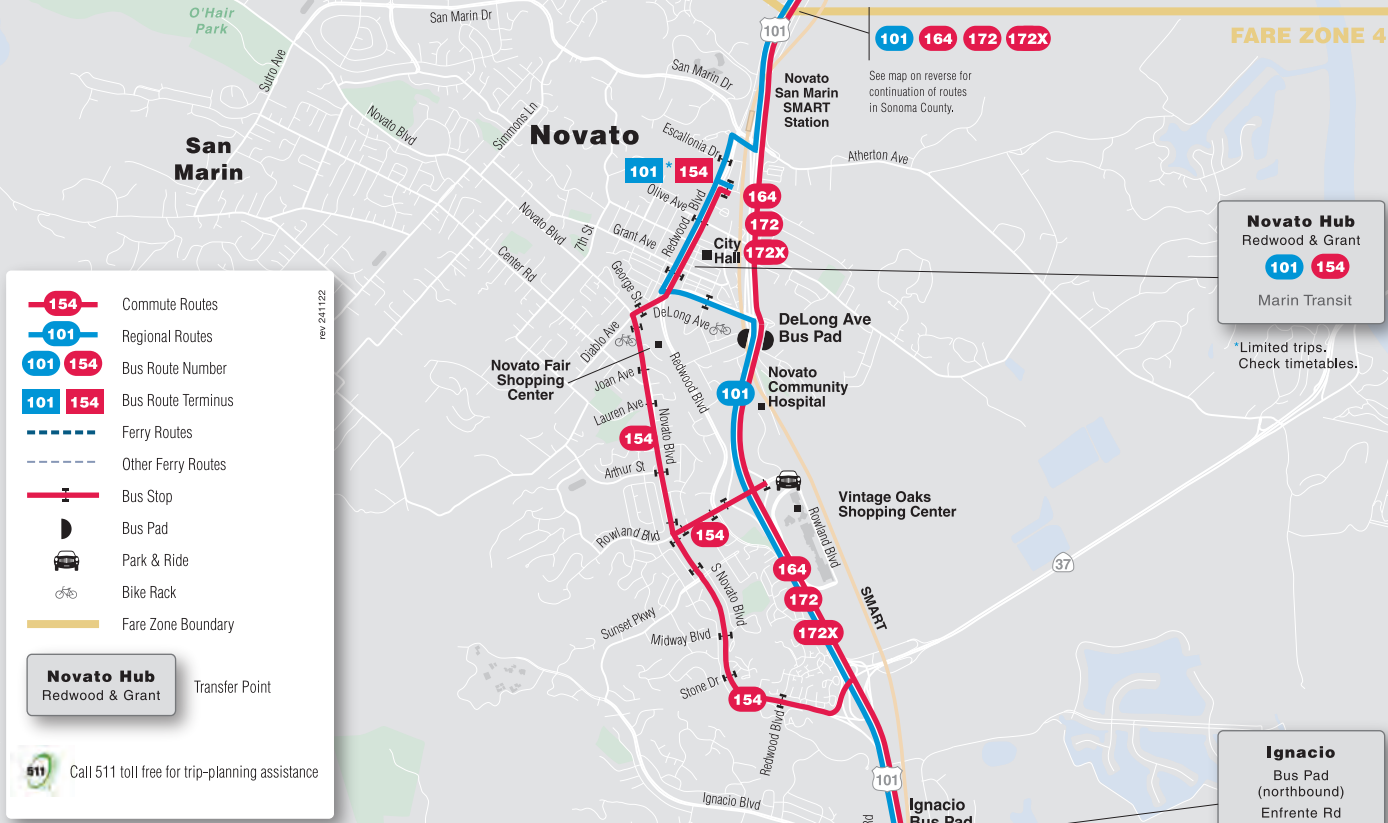 O'Hair
Park
San Marin Dr
101
101 164 172 172X
FARE ZONE 4
See map on reverse for
continuation of routes
in Sonoma County.
Sutro Ave
San Marin Dr
Novato
San Marin
SMART
Station
Novato Blvd
Simmons Ln
San
Marin
Novato
Escallonia Dr
Atherton Ave
101 * 154
Olive Ave
Redwood Blvd
164
172
172X
Novato Blvd
7th St
Grant Ave
City
Hall
Center Rd
George St
Novato Hub
Redwood & Grant
101 154
Marin Transit
*Limited trips.
Check timetables.
DeLong Ave
DeLong Ave
Bus Pad
Diablo Ave
Novato Fair
Shopping
Center
Joan Ave
Redwood Blvd
Novato
Community
Hospital
101
Lauren Ave
Novato Blvd
154
Arthur St
Vintage Oaks
Shopping Center
Rowland Blvd
Rowland Blvd
154
37
164
172
172X
SMART
S Novato Blvd
Sunset Pkwy
Midway Blvd
Stone Dr
154
Redwood Blvd
101
Ignacio Blvd
Rd
Ignacio
Bus Pad
Ignacio
Bus Pad
(northbound)
Enfrente Rd
rev 241122
154 Commute Routes
101 Regional Routes
101 154 Bus Route Number
101 154 Bus Route Terminus
Ferry Routes
Other Ferry Routes
Bus Stop
Bus Pad
Park & Ride
Bike Rack
Fare Zone Boundary
Novato Hub
Redwood & Grant
Transfer Point
511 Call 511 toll free for trip-planning assistance